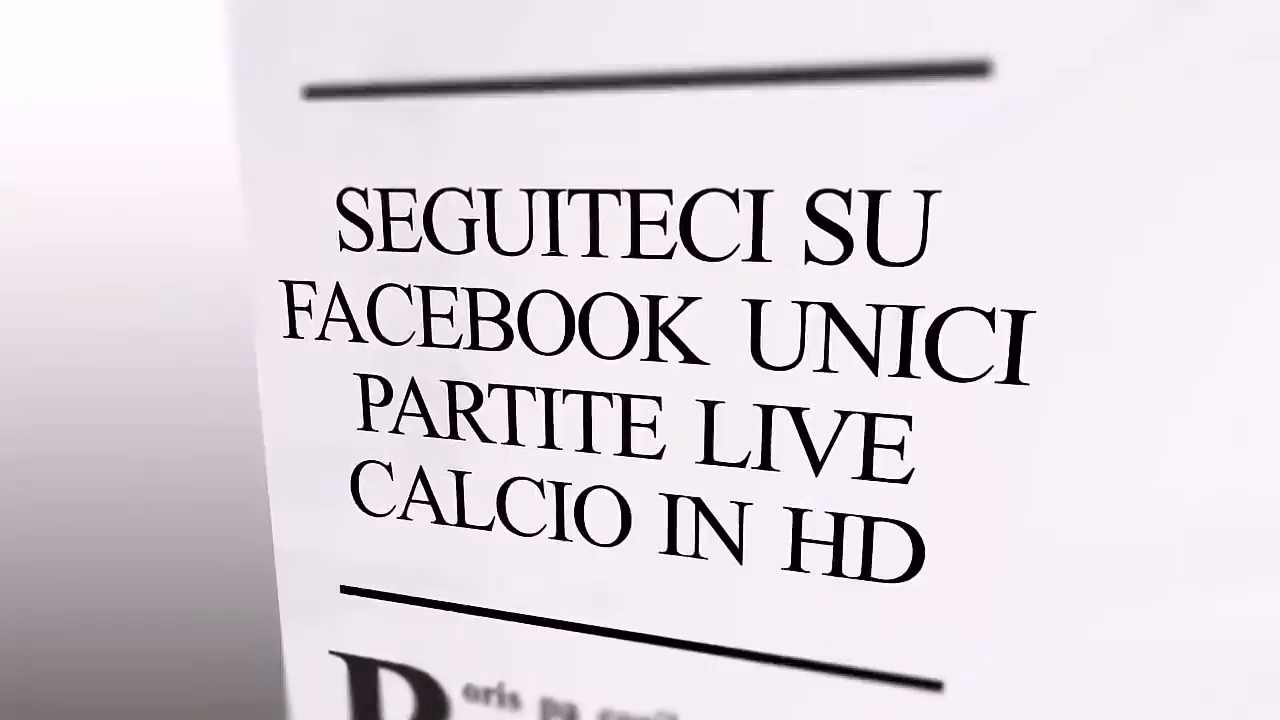 SEGUITECI SU
FACEBOOK UNICI
PARTITE LIVE
CALCIO IN HD